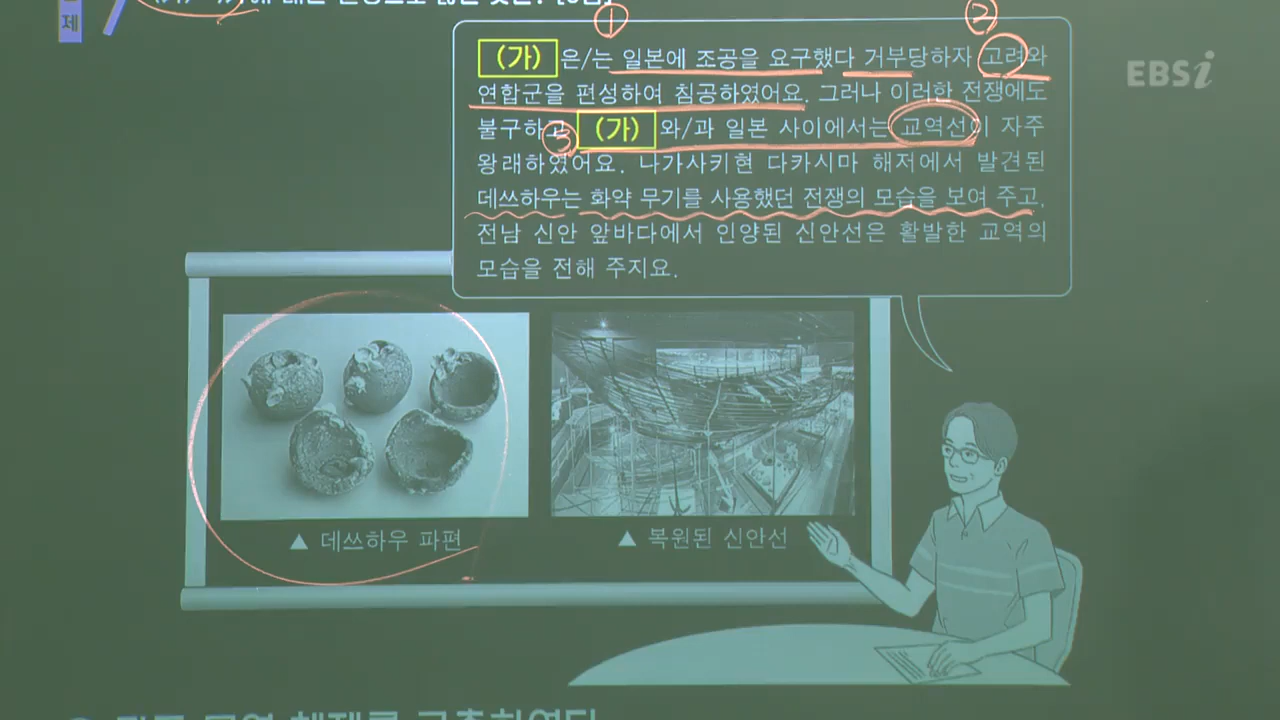 제
①
②
(가) 은/는 일본에 조공을 요구했다 거부당하자 고려와
연합군을 편성하여 침공하였어요. 그러나 이러한 전쟁에도
불구하고 ③ (가) 와/과 일본 사이에서는 교역선이 자주
왕래하였어요. 나가사키현 다카시마 해저에서 발견된
데쓰하우는 화약 무기를 사용했던 전쟁의 모습을 보여 주고,
전남 신안 앞바다에서 인양된 신안선은 활발한 교역의
모습을 전해 주지요.
EBSi
▲ 데쓰하우 파편
▲ 복원된 신안선